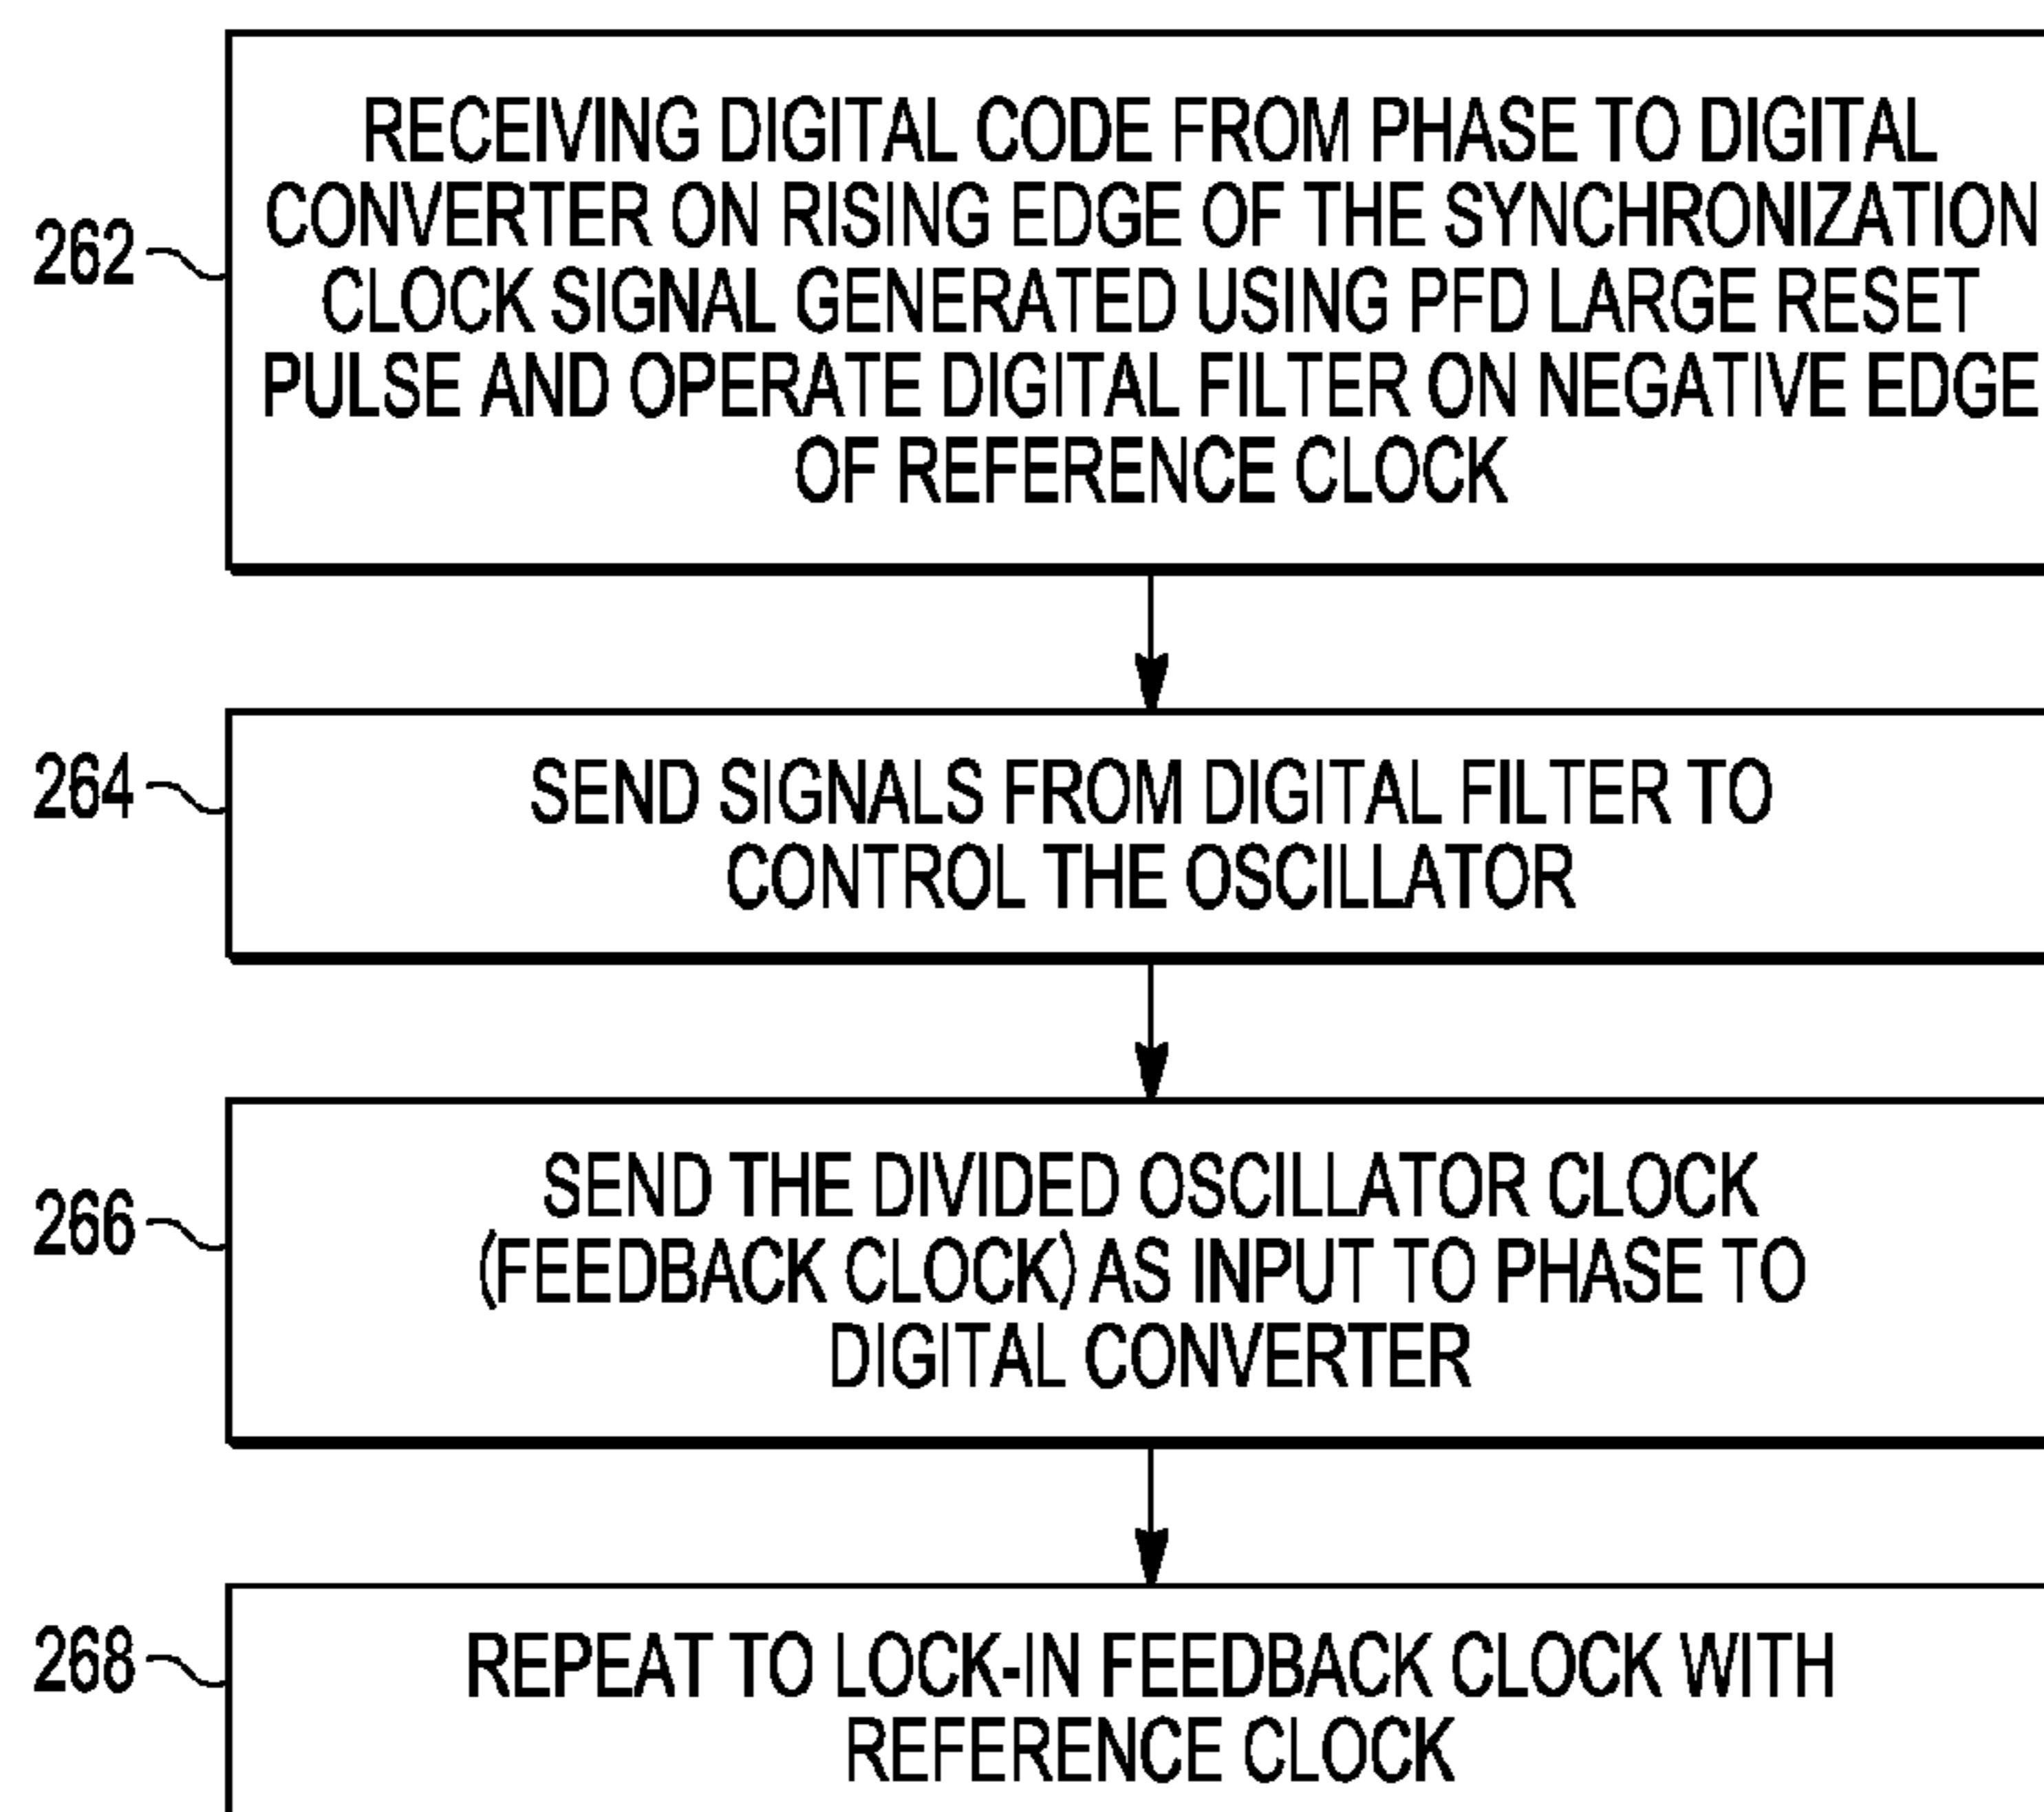 262
RECEIVING DIGITAL CODE FROM PHASE TO DIGITAL
CONVERTER ON RISING EDGE OF THE SYNCHRONIZATION
CLOCK SIGNAL GENERATED USING PFD LARGE RESET
PULSE AND OPERATE DIGITAL FILTER ON NEGATIVE EDGE
OF REFERENCE CLOCK
264
SEND SIGNALS FROM DIGITAL FILTER TO
CONTROL THE OSCILLATOR
266
SEND THE DIVIDED OSCILLATOR CLOCK
(FEEDBACK CLOCK) AS INPUT TO PHASE TO
DIGITAL CONVERTER
268
REPEAT TO LOCK-IN FEEDBACK CLOCK WITH
REFERENCE CLOCK